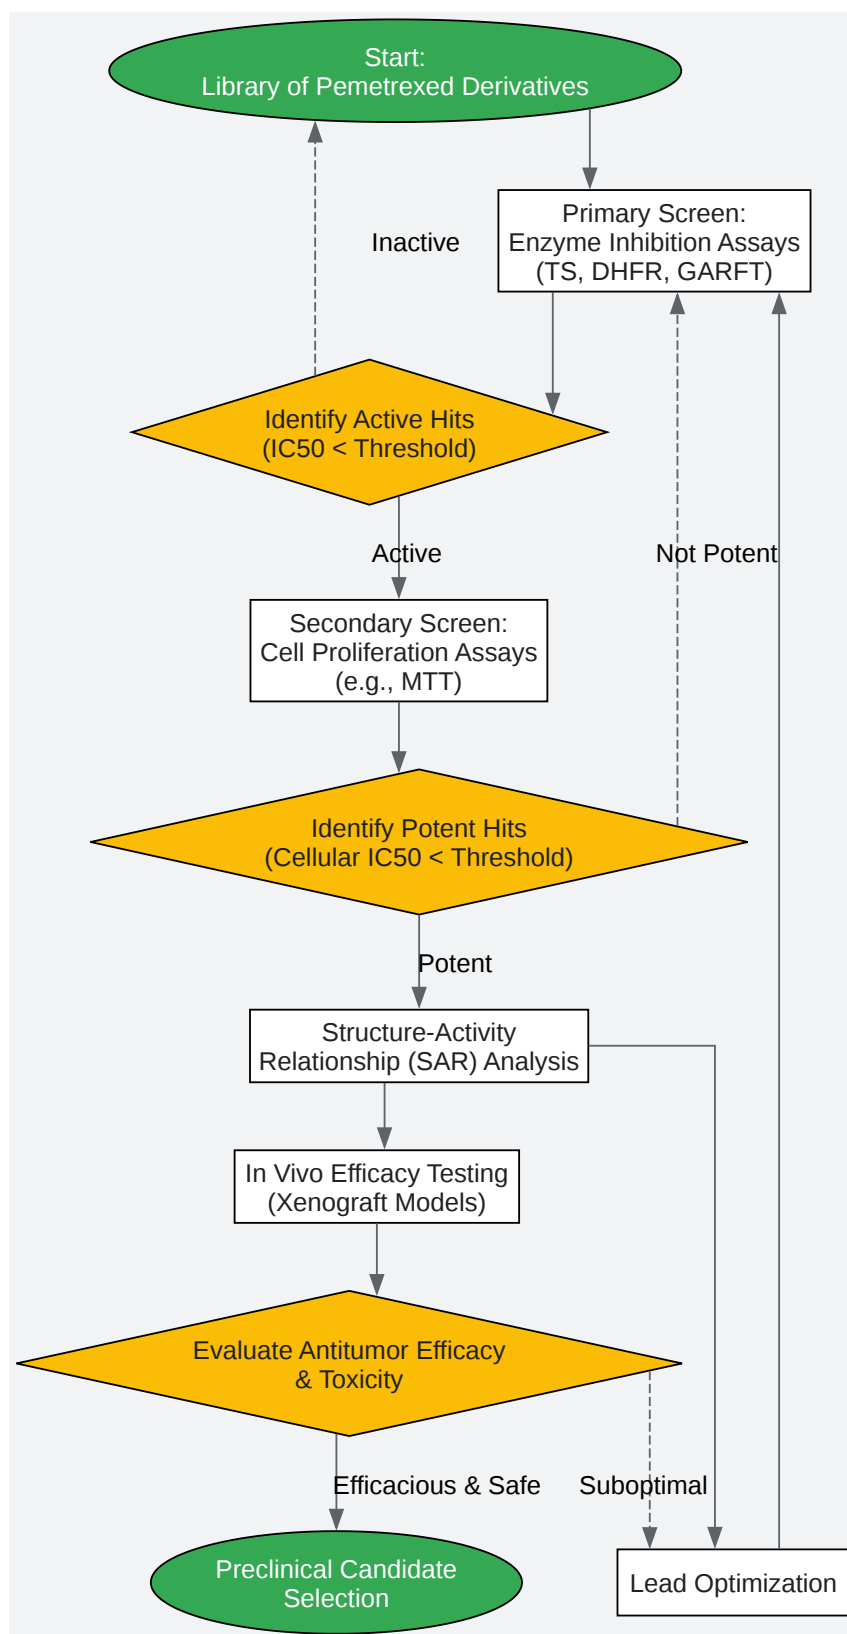 Start:
Library of Pemetrexed Derivatives
Primary Screen:
Enzyme Inhibition Assays
(TS, DHFR, GARFT)
Inactive
Identify Active Hits
(IC50 < Threshold)
Active
Not Potent
Secondary Screen:
Cell Proliferation Assays
(e.g., MTT)
Identify Potent Hits
(Cellular IC50 < Threshold)
Potent
Structure-Activity
Relationship (SAR) Analysis
In Vivo Efficacy Testing
(Xenograft Models)
Evaluate Antitumor Efficacy
& Toxicity
Efficacious & Safe
Suboptimal
Preclinical Candidate
Selection
Lead Optimization